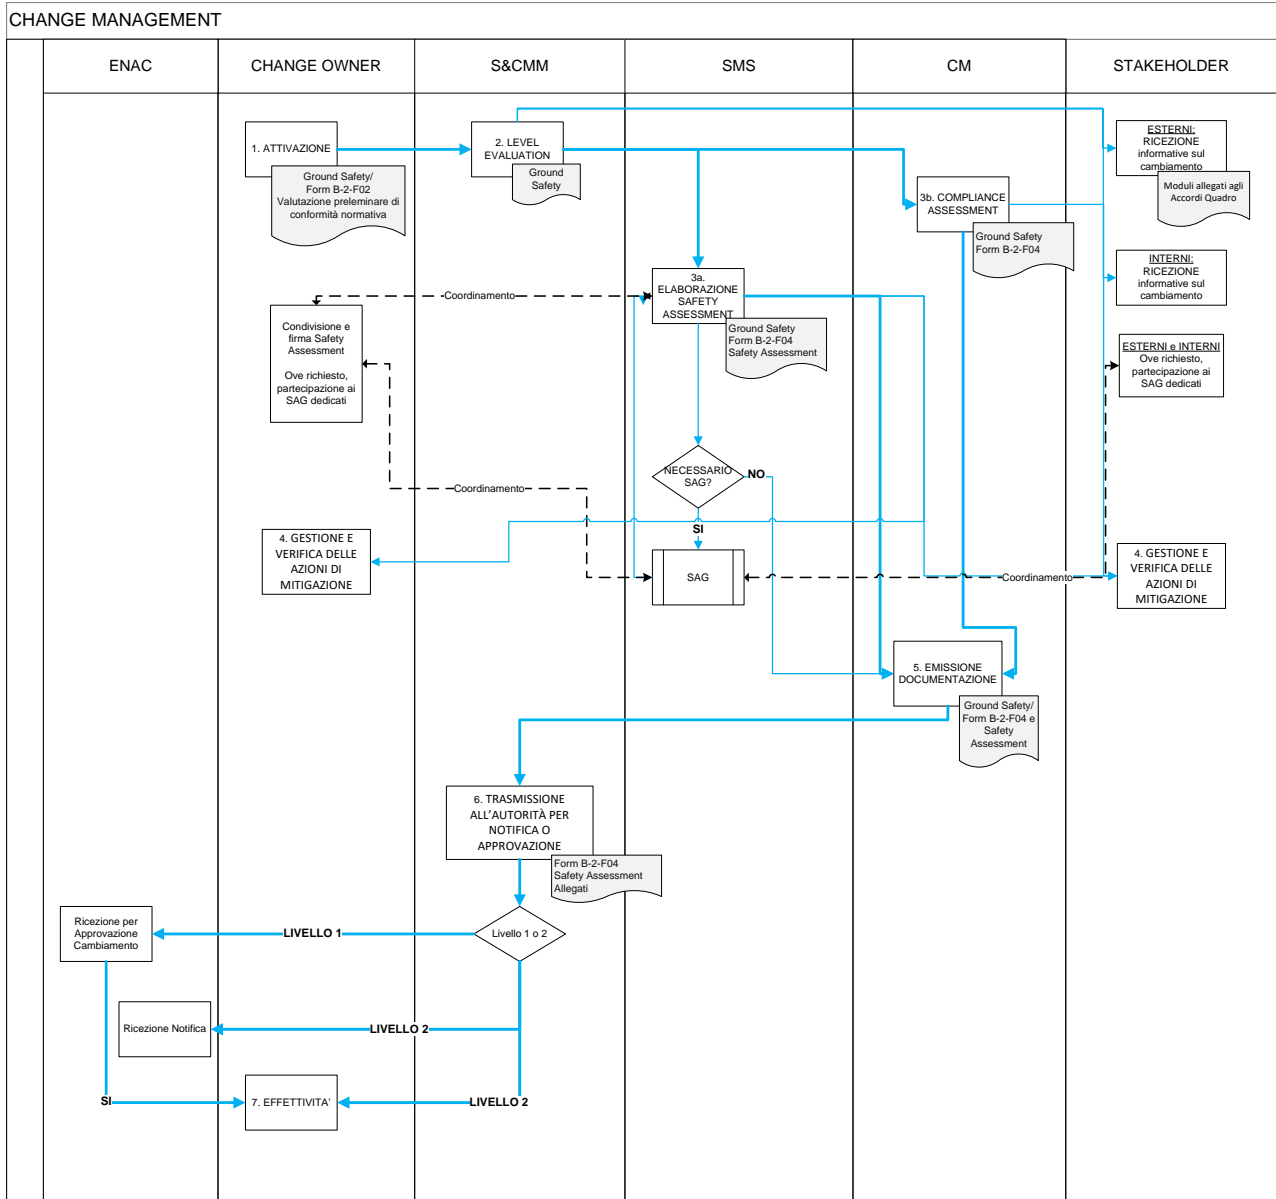 CHANGE MANAGEMENT
ENAC
CHANGE OWNER
S&CMM
SMS
CM
STAKEHOLDER
1. ATTIVAZIONE
Ground Safety/
Form B-2-F02
Valutazione preliminare di
conformità normativa
2. LEVEL
EVALUATION
Ground
Safety
ESTERNI:
RICEZIONE
informative sul
cambiamento
Moduli allegati agli
Accordi Quadro
3b. COMPLIANCE
ASSESSMENT
Ground Safety
Form B-2-F04
INTERNI:
RICEZIONE
informative sul
cambiamento
3a.
ELABORAZIONE
SAFETY
ASSESSMENT
Ground Safety
Form B-2-F04
Safety Assessment
Coordinamento
Condivisione e
firma Safety
Assessment
Ove richiesto,
partecipazione ai
SAG dedicati
ESTERNI e INTERNI
Ove richiesto,
partecipazione ai
SAG dedicati
NECESSARIO
SAG?
NO
Coordinamento
SI
4. GESTIONE E
VERIFICA DELLE
AZIONI DI
MITIGAZIONE
SAG
Coordinamento
4. GESTIONE E
VERIFICA DELLE
AZIONI DI
MITIGAZIONE
5. EMISSIONE
DOCUMENTAZIONE
Ground Safety/
Form B-2-F04 e
Safety
Assessment
6. TRASMISSIONE
ALL'AUTORITÀ PER
NOTIFICA O
APPROVAZIONE
Form B-2-F04
Safety Assessment
Allegati
Ricezione per
Approvazione
Cambiamento
LIVELLO 1
Livello 1 o 2
Ricezione Notifica
LIVELLO 2
SI
7. EFFETTIVITA'
LIVELLO 2